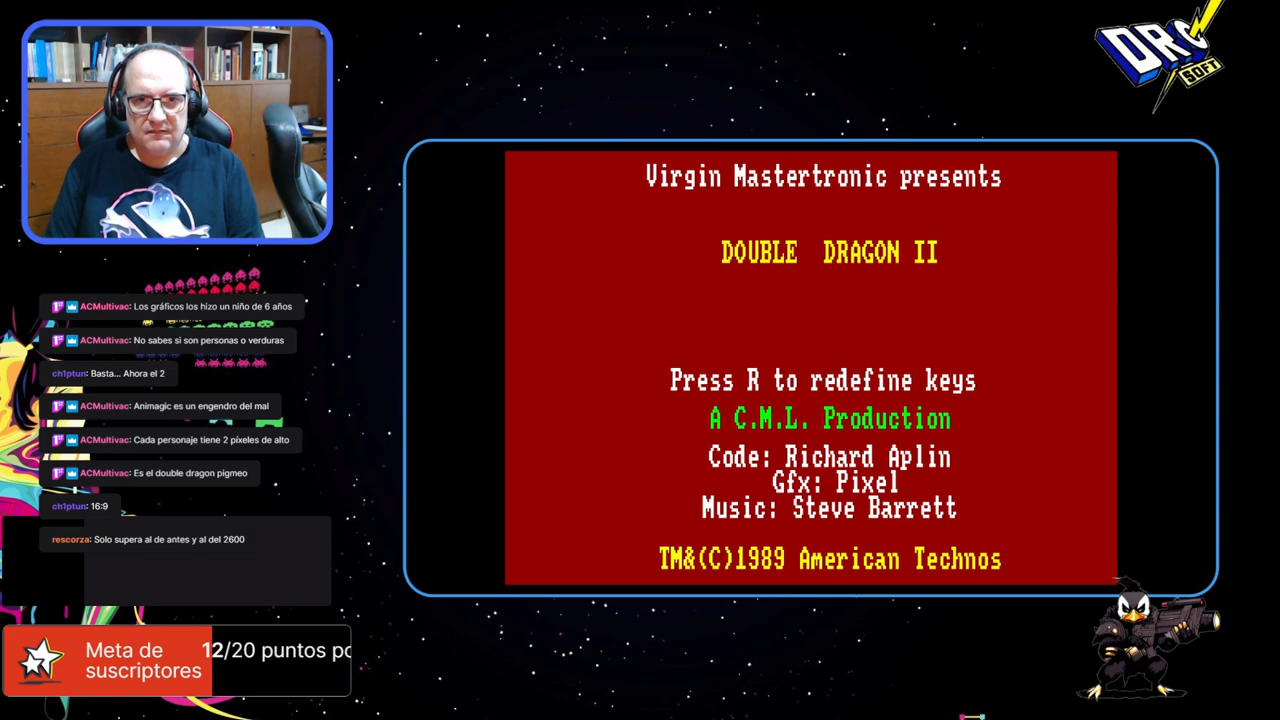 DRC
SOFT
Virgin Mastertronic presents
DOUBLE DRAGON II
Press R to redefine keys
A C.M.L. Production
Code: Richard Aplin
Gfx: Pixel
Music: Steve Barrett
TM&(C)1989 American Technos
ACMultivac: Los gráficos los hizo un niño de 6 años
ACMultivac: No sabes si son personas o verduras
ch1ptun: Basta... Ahora el 2
ACMultivac: Animagic es un engendro del mal
ACMultivac: Cada personaje tiene 2 píxeles de alto
ACMultivac: Es el double dragon pigmeo
ch1ptun: 16:9
rescorza: Solo supera al de antes y al del 2600
Meta de
suscriptores
12/20 puntos po